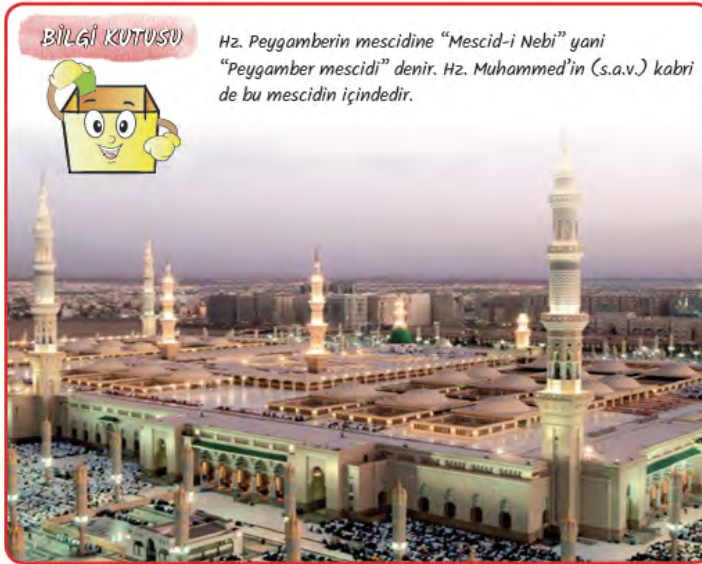 BİLGİ KUTUSU
Hz. Peygamberin mescidine “Mescid-i Nebi” yani
“Peygamber mescidi” denir. Hz. Muhammed’in (s.a.v.) kabri
de bu mescidin içindedir.